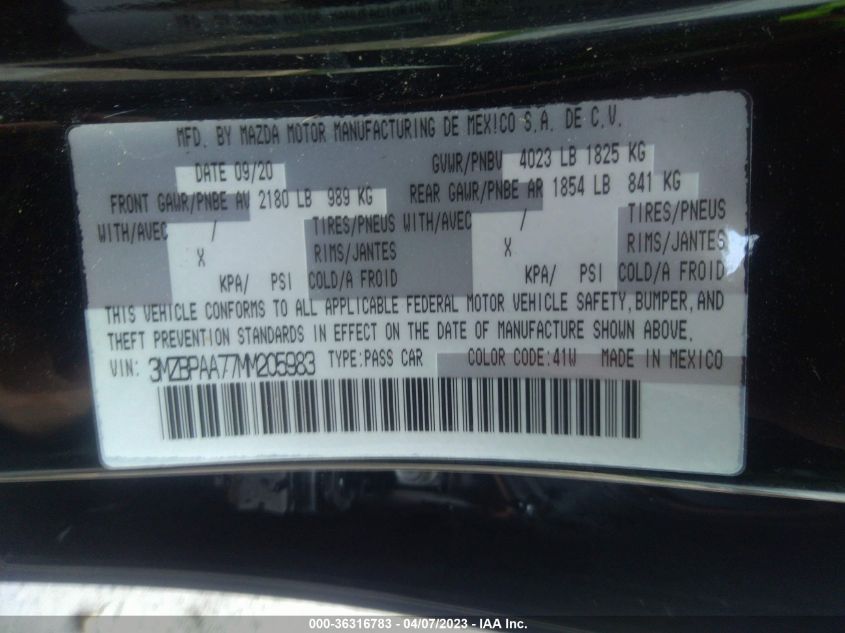 MFD. BY MAZDA MOTOR MANUFACTURING DE MEXICO S.A. DE C.V.
DATE 09/20 GVWR/PNBV 4023 LB 1825 KG
FRONT GAWR/PNBE AV 2180 LB 989 KG REAR GAWR/PNBE AR 1854 LB 841 KG
WITH/AVEC / TIRES/PNEUS WITH/AVEC / TIRES/PNEUS
X RIMS/JANTES X RIMS/JANTES
KPA/ PSI COLD/A FROID KPA/ PSI COLD/A FROID
THIS VEHICLE CONFORMS TO ALL APPLICABLE FEDERAL MOTOR VEHICLE SAFETY,BUMPER,AND
THEFT PREVENTION STANDARDS IN EFFECT ON THE DATE OF MANUFACTURE SHOWN ABOVE.
VIN: 3MZBPAA77MM205983 TYPE:PASS CAR COLOR CODE:41W MADE IN MEXICO
000-36316783 - 04/07/2023 - IAA Inc.